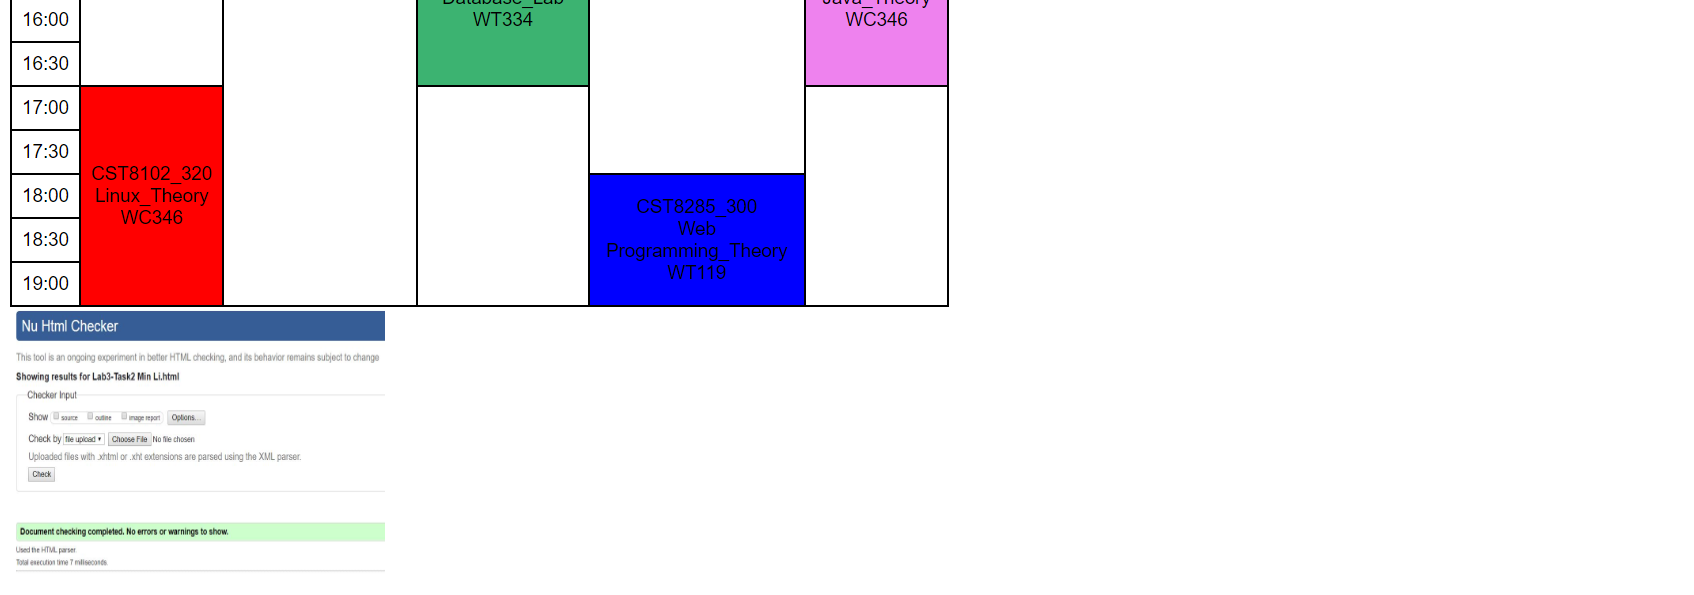 Database_Lab
Java_Theory
16:00
WT334
WC346
16:30
17:00
17:30
CST8102_320
Linux_Theory
WC346
18:00
CST8285_300
Web
Programming_Theory
WT119
18:30
19:00
Nu Html Checker
This tool is an ongoing experiment in better HTML checking, and its behavior remains subject to change
Showing results for Lab3-Task2 Min Li.html
Checker Input
Show source outline image report Options...
Check by file upload Choose File No file chosen
Uploaded files with .xhtml or .xht extensions are parsed using the XML parser.
Check
Document checking completed. No errors or warnings to show.
Used the HTML parser.
Total execution time 7 milliseconds.